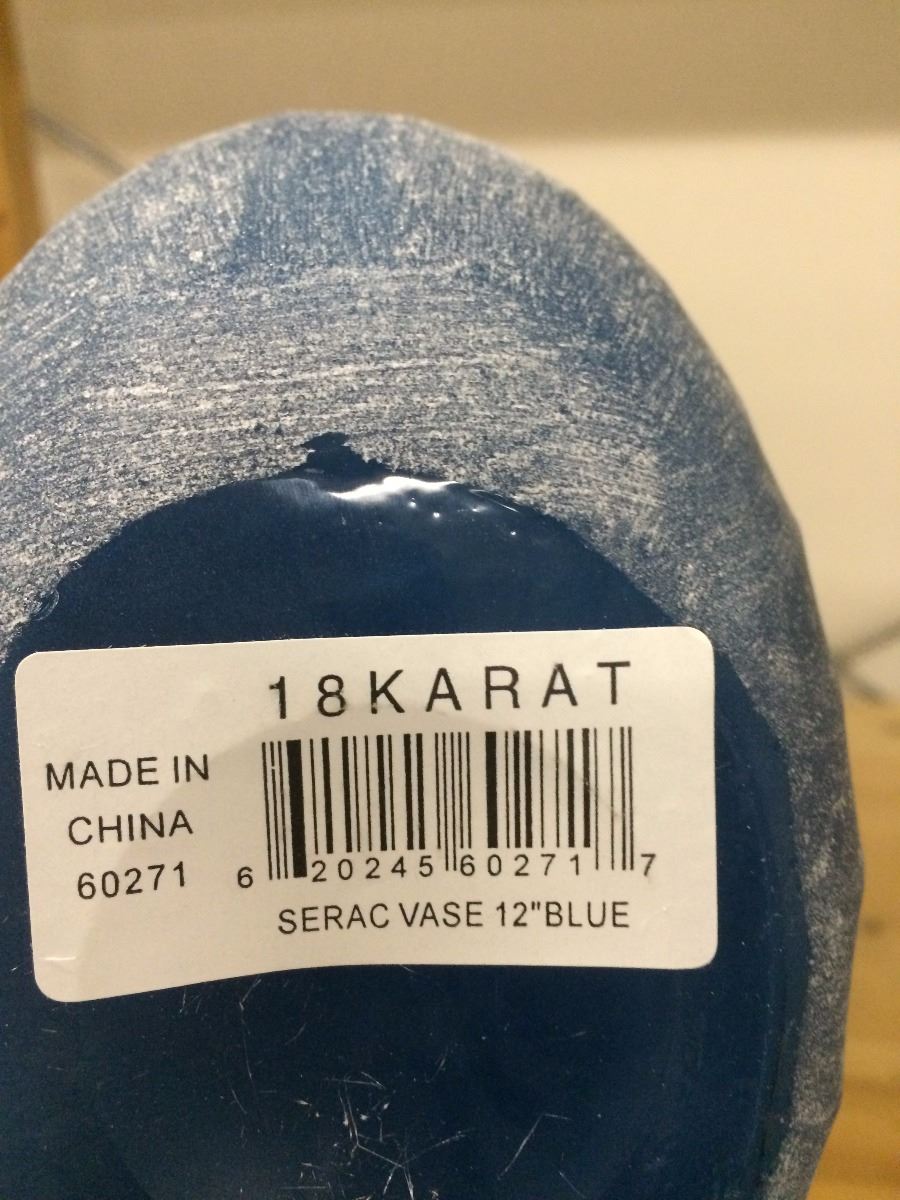 18KARAT
MADE IN
CHINA
60271
6 20245 60271 7
SERAC VASE 12"BLUE